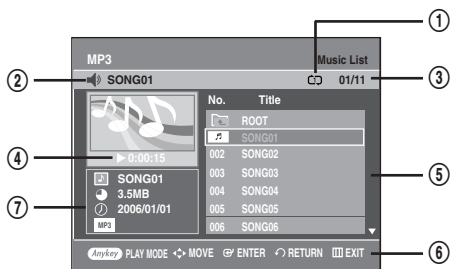 ①
MP3 Music List
② SONG01 01/11 ③
No. Title
ROOT
SONG01
④ 0:00:15
002 SONG02
003 SONG03
⑤
004 SONG04
005 SONG05
006 SONG06
⑦ SONG01
3.5MB
2006/01/01
MP3
Anykey PLAY MODE MOVE ENTER RETURN EXIT ⑥